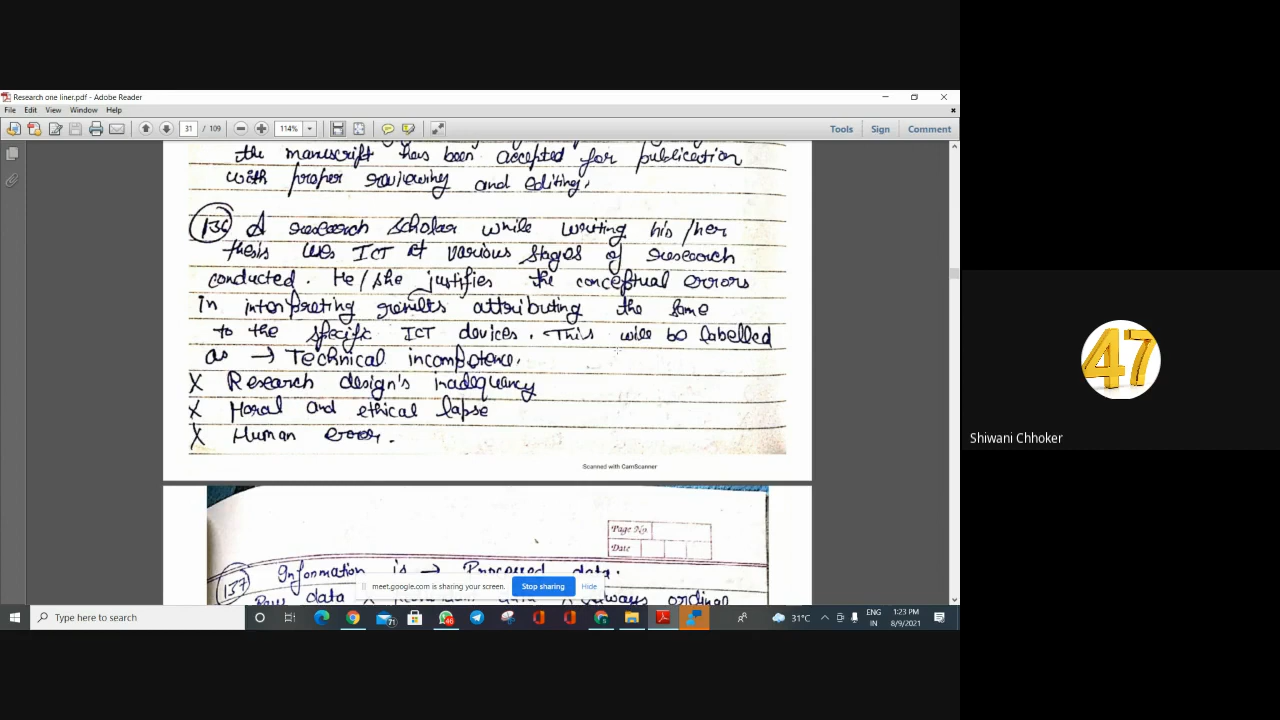 Research one liner.pdf - Adobe Reader
File Edit View Window Help
31 / 109 114% Tools Sign Comment
the manuscript has been accepted for publication
with proper reviewing and editing.
136 A research scholar while writing his/her
thesis uses ICT at various stages of research
conducted. He/she justifies the conceptual errors
in interpreting results attributing the same
to the specific ICT devices. This will be labelled
as → Technical incompetence.
X Research design's inadequacy
X Moral and ethical lapse
X Human error.
Scanned with CamScanner
Page No.
Date
137 Information is → Processed data.
Raw data X data X always ordinal
meet.google.com is sharing your screen. Stop sharing Hide
Type here to search
71
31°C
ENG
IN
1:23 PM
8/9/2021
47
Shiwani Chhoker